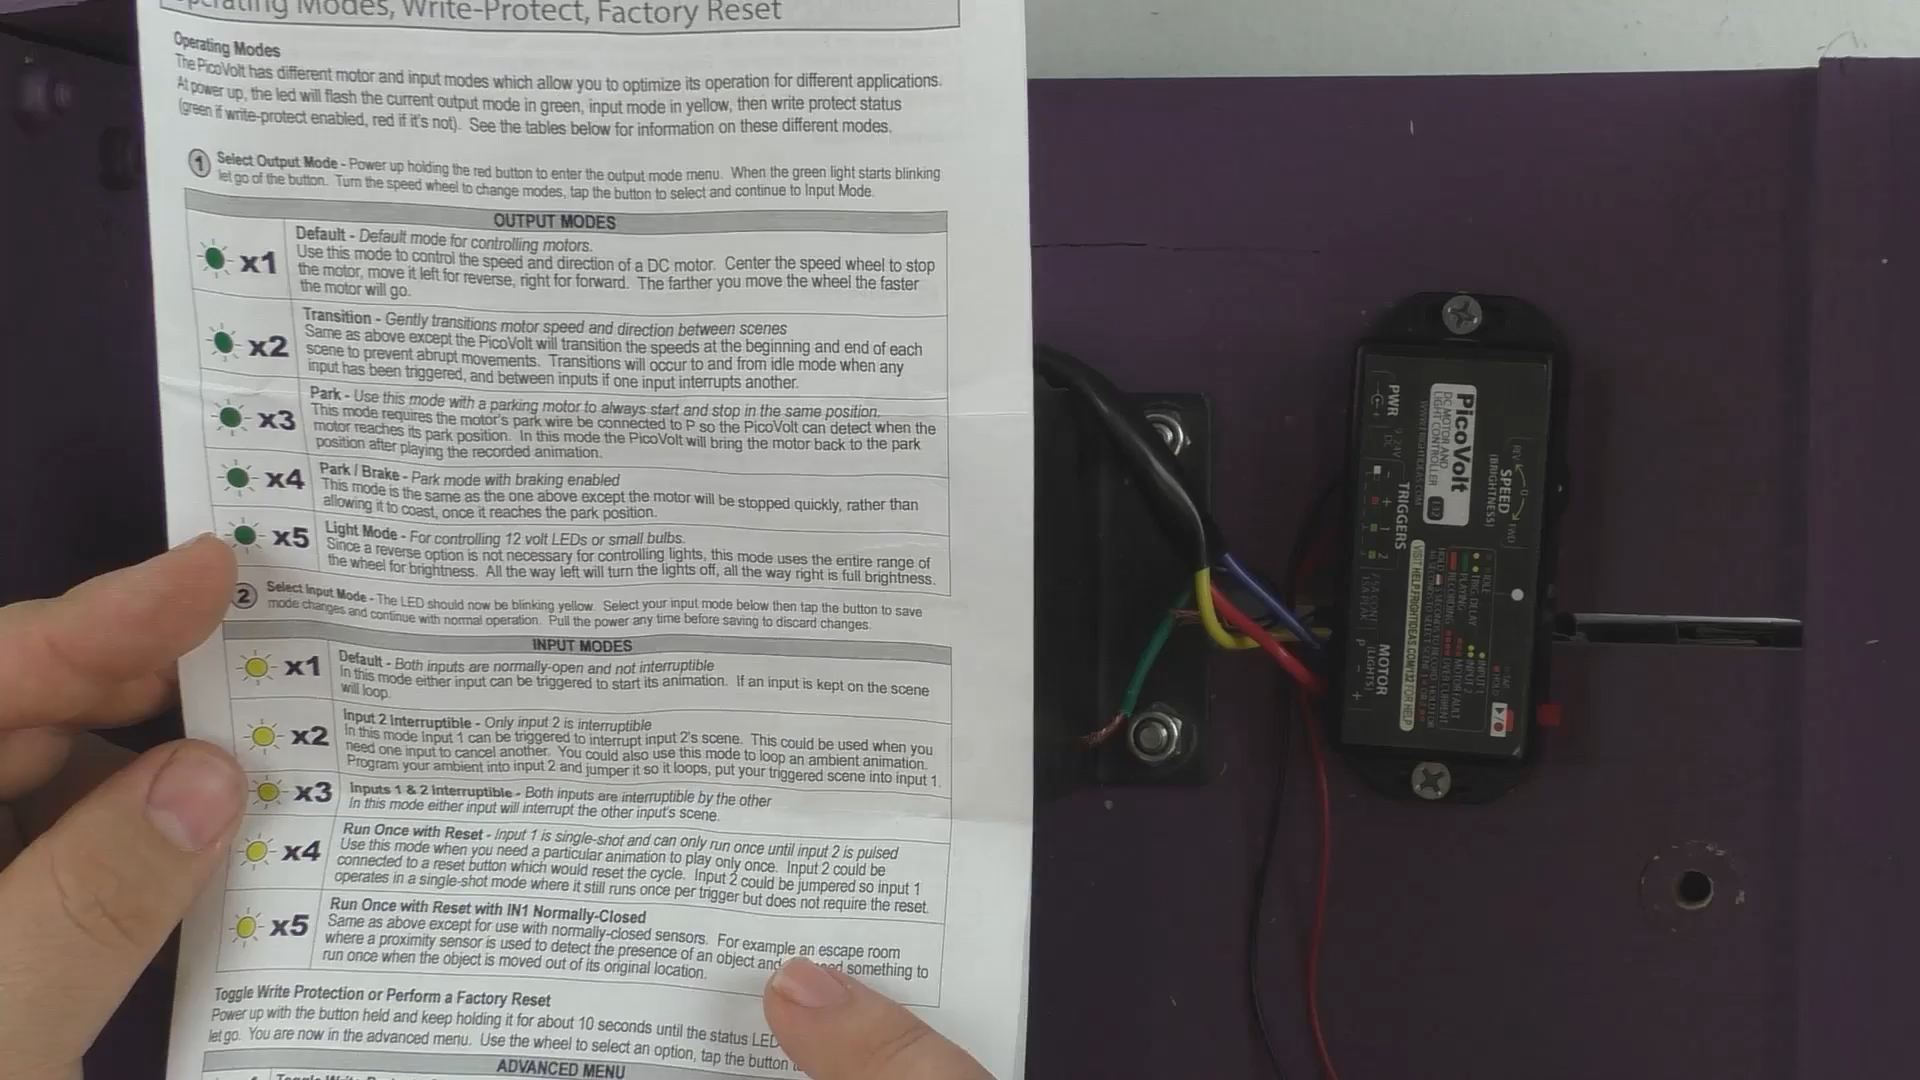 Operating Modes, Write-Protect, Factory Reset
Operating Modes
The PicoVolt has different motor and input modes which allow you to optimize its operation for different applications.
At power up, the led will flash the current output mode in green, input mode in yellow, then write protect status
(green if write-protect enabled, red if it's not). See the tables below for information on these different modes.
1 Select Output Mode - Power up holding the red button to enter the output mode menu. When the green light starts blinking
let go of the button. Turn the speed wheel to change modes, tap the button to select and continue to Input Mode.
OUTPUT MODES
x1 Default - Default mode for controlling motors.
Use this mode to control the speed and direction of a DC motor. Center the speed wheel to stop
the motor, move it left for reverse, right for forward. The farther you move the wheel the faster
the motor will go.
x2 Transition - Gently transitions motor speed and direction between scenes
Same as above except the PicoVolt will transition the speeds at the beginning and end of each
scene to prevent abrupt movements. Transitions will occur to and from idle mode when any
input has been triggered, and between inputs if one input interrupts another.
x3 Park - Use this mode with a parking motor to always start and stop in the same position.
This mode requires the motor's park wire be connected to P so the PicoVolt can detect when the
motor reaches its park position. In this mode the PicoVolt will bring the motor back to the park
position after playing the recorded animation.
x4 Park / Brake - Park mode with braking enabled
This mode is the same as the one above except the motor will be stopped quickly, rather than
allowing it to coast, once it reaches the park position.
x5 Light Mode - For controlling 12 volt LEDs or small bulbs.
Since a reverse option is not necessary for controlling lights, this mode uses the entire range of
the wheel for brightness. All the way left will turn the lights off, all the way right is full brightness.
2 Select Input Mode - The LED should now be blinking yellow. Select your input mode below then tap the button to save
mode changes and continue with normal operation. Pull the power any time before saving to discard changes.
INPUT MODES
x1 Default - Both inputs are normally-open and not interruptible
In this mode either input can be triggered to start its animation. If an input is kept on the scene
will loop.
x2 Input 2 Interruptible - Only input 2 is interruptible
In this mode Input 1 can be triggered to interrupt input 2's scene. This could be used when you
need one input to cancel another. You could also use this mode to loop an ambient animation.
Program your ambient into input 2 and jumper it so it loops, put your triggered scene into input 1.
x3 Inputs 1 & 2 Interruptible - Both inputs are interruptible by the other
In this mode either input will interrupt the other input's scene.
x4 Run Once with Reset - Input 1 is single-shot and can only run once until input 2 is pulsed
Use this mode when you need a particular animation to play only once. Input 2 could be
connected to a reset button which would reset the cycle. Input 2 could be jumpered so input 1
operates in a single-shot mode where it still runs once per trigger but does not require the reset.
x5 Run Once with Reset with IN1 Normally-Closed
Same as above except for use with normally-closed sensors. For example an escape room
where a proximity sensor is used to detect the presence of an object and something to
run once when the object is moved out of its original location.
Toggle Write Protection or Perform a Factory Reset
Power up with the button held and keep holding it for about 10 seconds until the status LED
let go. You are now in the advanced menu. Use the wheel to select an option, tap the button
ADVANCED MENU
PicoVolt
DC MOTOR AND
LIGHT CONTROLLER
132
SPEED
(BRIGHTNESS)
REV 0 FWD
PWR
TRIGGERS
- + 1 2
MOTOR
(LIGHTS)
P - +
IDLE
TRIG DELAY
PLAYING
RECORDING
INPUT 1
INPUT 2
MOTOR FAULT
OVER CURRENT
TAP
HOLD